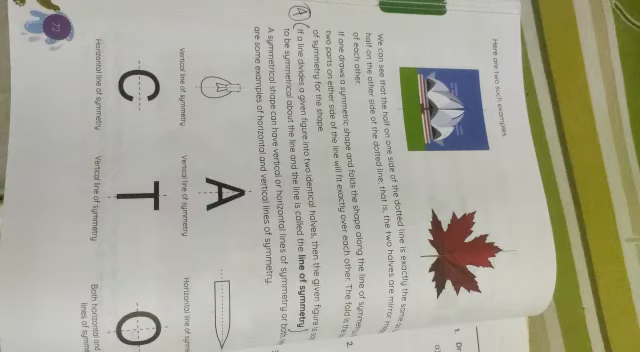 Here are two such examples.
We can see that the half on one side of the dotted line is exactly the same as
half on the other side of the dotted line; that is, the two halves are mirror
of each other.
If one draws a symmetric shape and folds the shape along the line of symmetry
two parts on either side of the line will fit exactly over each other. The fold is the
of symmetry for the shape.
A
If a line divides a given figure into two identical halves, then the given figure is
to be symmetrical about the line and the line is called the line of symmetry.
A symmetrical shape can have vertical or horizontal lines of symmetry or both
are some examples of horizontal and vertical lines of symmetry.
A
Vertical line of symmetry
Vertical line of symmetry
Horizontal line of
C
T
O
Horizontal line of symmetry
Vertical line of symmetry
Both horizontal and
lines of
72
1.
2.